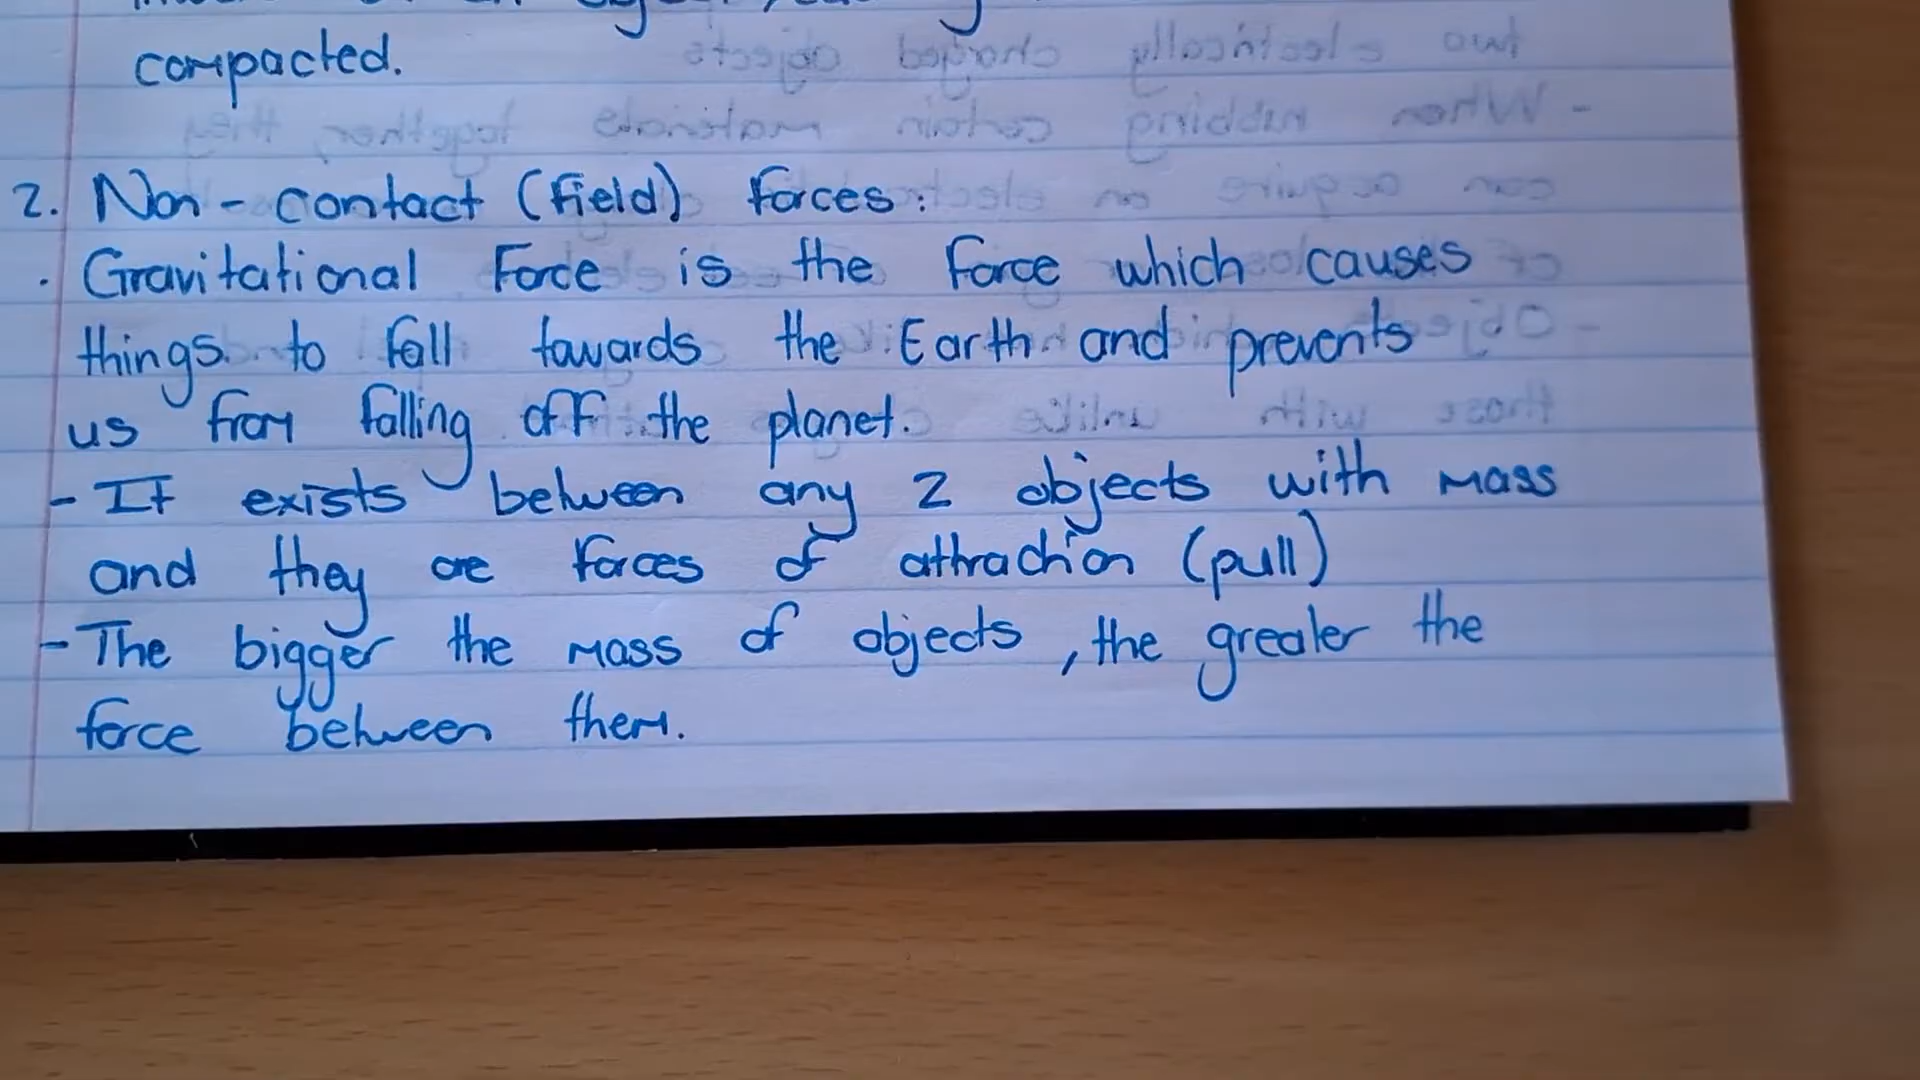 compacted.
2. Non-contact (field) forces:
. Gravitational Force is the force which causes
things to fall towards the Earth and prevents
us from falling off the planet.
- It exists between any 2 objects with mass
and they are forces of attraction (pull)
- The bigger the mass of objects, the greater the
force between them.